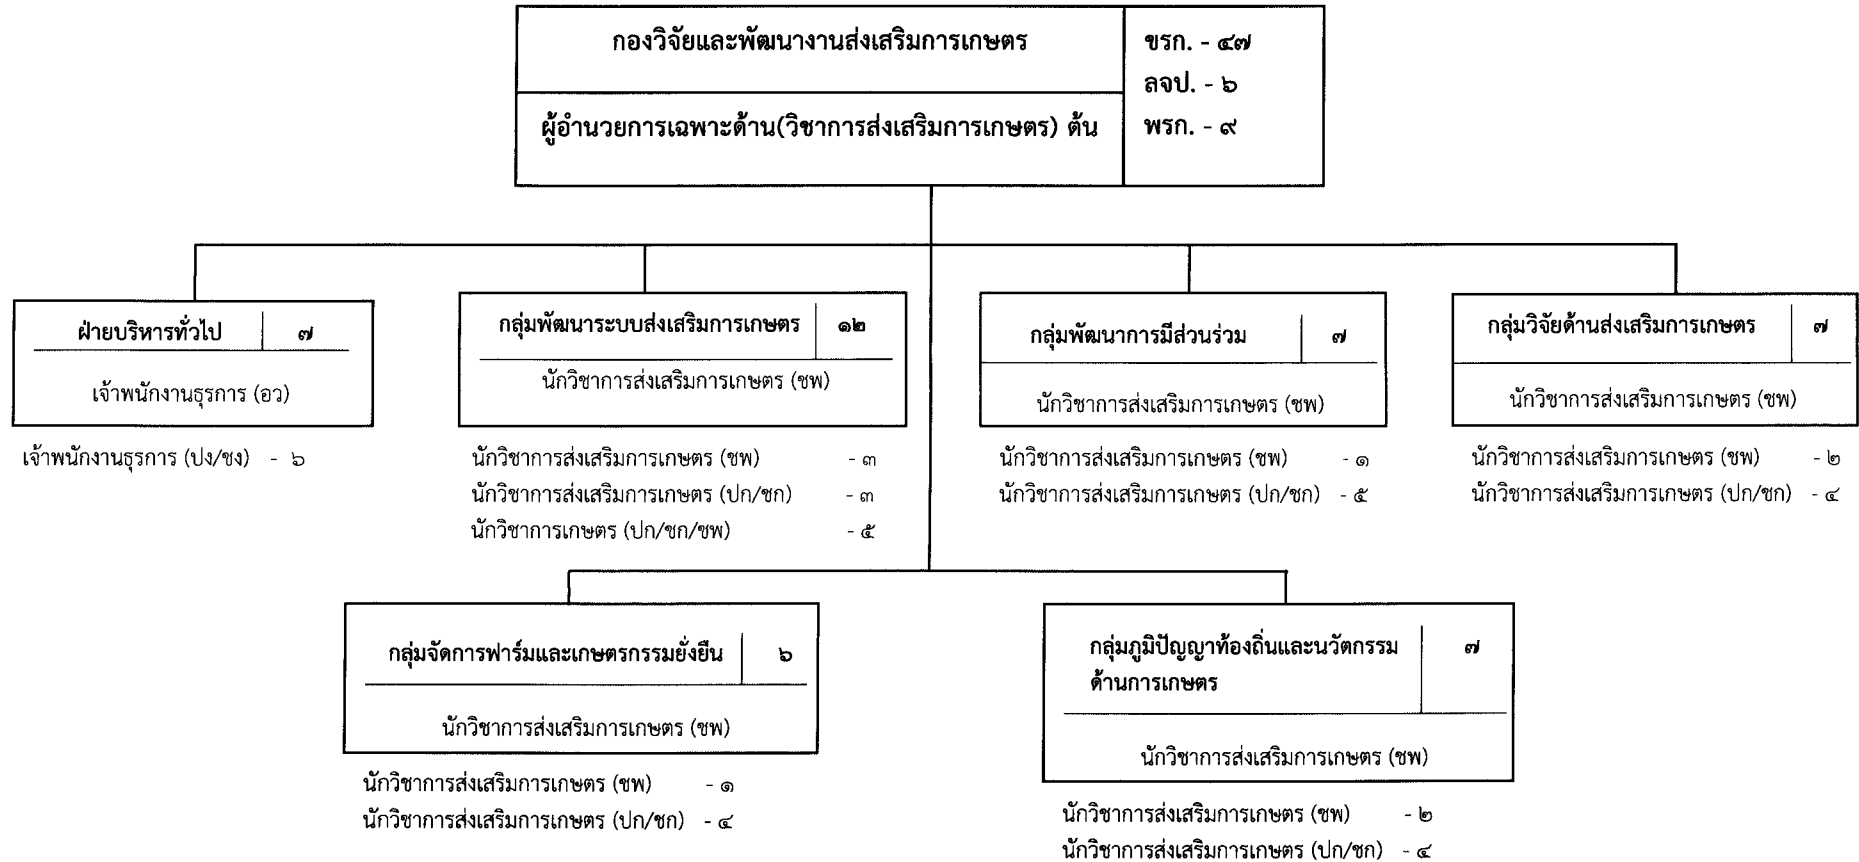 กองวิจัยและพัฒนางานส่งเสริมการเกษตร
ผู้อำนวยการเฉพาะด้าน(วิชาการส่งเสริมการเกษตร) ต้น
ขรก. - ๔๗
ลจป. - ๖
พรก. - ๙
ฝ่ายบริหารทั่วไป ๗
เจ้าพนักงานธุรการ (อว)
เจ้าพนักงานธุรการ (ปง/ชง) - ๖
กลุ่มพัฒนาระบบส่งเสริมการเกษตร ๑๒
นักวิชาการส่งเสริมการเกษตร (ชพ)
นักวิชาการส่งเสริมการเกษตร (ชพ) - ๓
นักวิชาการส่งเสริมการเกษตร (ปก/ชก) - ๓
นักวิชาการเกษตร (ปก/ชก/ชพ) - ๕
กลุ่มพัฒนาการมีส่วนร่วม ๗
นักวิชาการส่งเสริมการเกษตร (ชพ)
นักวิชาการส่งเสริมการเกษตร (ชพ) - ๑
นักวิชาการส่งเสริมการเกษตร (ปก/ชก) - ๕
กลุ่มวิจัยด้านส่งเสริมการเกษตร ๗
นักวิชาการส่งเสริมการเกษตร (ชพ)
นักวิชาการส่งเสริมการเกษตร (ชพ) - ๒
นักวิชาการส่งเสริมการเกษตร (ปก/ชก) - ๔
กลุ่มจัดการฟาร์มและเกษตรกรรมยั่งยืน ๖
นักวิชาการส่งเสริมการเกษตร (ชพ)
นักวิชาการส่งเสริมการเกษตร (ชพ) - ๑
นักวิชาการส่งเสริมการเกษตร (ปก/ชก) - ๔
กลุ่มภูมิปัญญาท้องถิ่นและนวัตกรรม ๗
ด้านการเกษตร
นักวิชาการส่งเสริมการเกษตร (ชพ)
นักวิชาการส่งเสริมการเกษตร (ชพ) - ๒
นักวิชาการส่งเสริมการเกษตร (ปก/ชก) - ๔